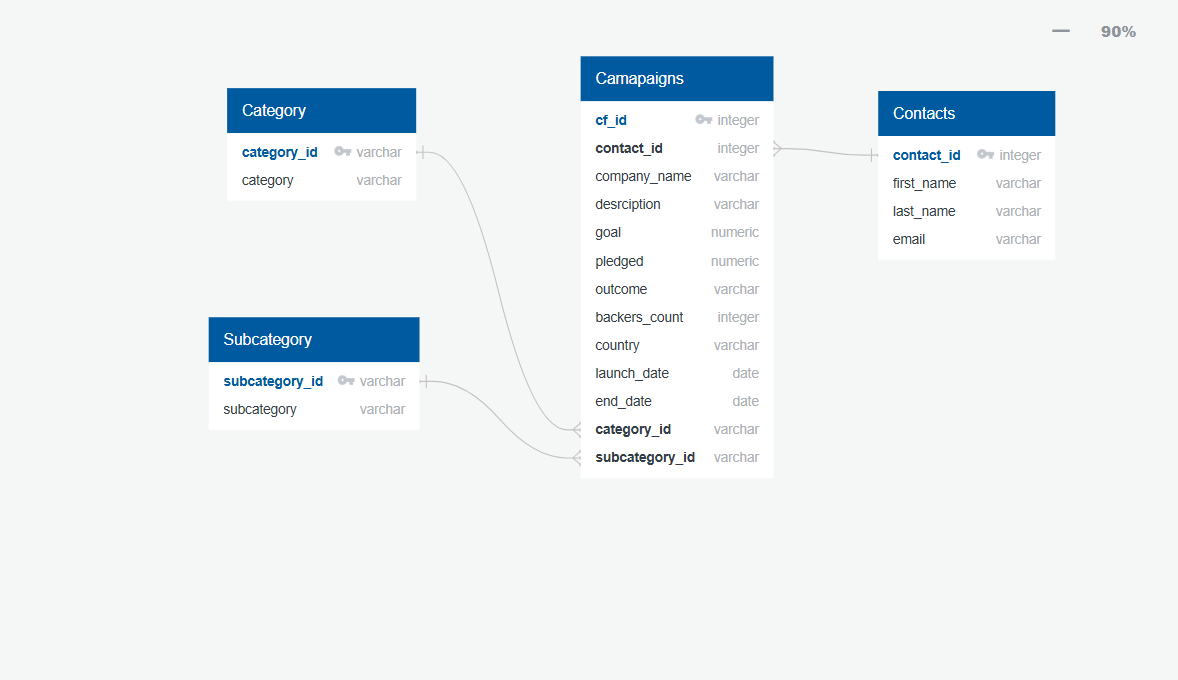 90%
Category
category_id varchar
category varchar
Subcategory
subcategory_id varchar
subcategory varchar
Camapaigns
cf_id integer
contact_id integer
company_name varchar
desrciption varchar
goal numeric
pledged numeric
outcome varchar
backers_count integer
country varchar
launch_date date
end_date date
category_id varchar
subcategory_id varchar
Contacts
contact_id integer
first_name varchar
last_name varchar
email varchar